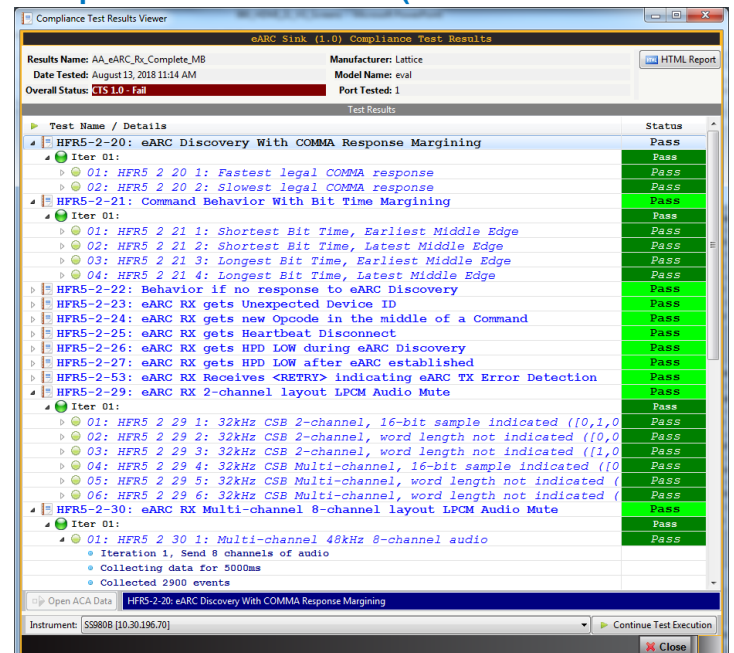 Compliance Test Results Viewer
eARC Sink (1.0) Compliance Test Results
Results Name: AA_eARC_Rx_Complete_MB
Manufacturer: Lattice
HTML Report
Date Tested: August 13, 2018 11:14 AM
Model Name: eval
Overall Status: CTS 1.0 - Fail
Port Tested: 1
Test Results
Test Name / Details Status
HFR5-2-20: eARC Discovery With COMMA Response Margining Pass
Iter 01: Pass
01: HFR5 2 20 1: Fastest legal COMMA response Pass
02: HFR5 2 20 2: Slowest legal COMMA response Pass
HFR5-2-21: Command Behavior With Bit Time Margining Pass
Iter 01: Pass
01: HFR5 2 21 1: Shortest Bit Time, Earliest Middle Edge Pass
02: HFR5 2 21 2: Shortest Bit Time, Latest Middle Edge Pass
03: HFR5 2 21 3: Longest Bit Time, Earliest Middle Edge Pass
04: HFR5 2 21 4: Longest Bit Time, Latest Middle Edge Pass
HFR5-2-22: Behavior if no response to eARC Discovery Pass
HFR5-2-23: eARC RX gets Unexpected Device ID Pass
HFR5-2-24: eARC RX gets new Opcode in the middle of a Command Pass
HFR5-2-25: eARC RX gets Heartbeat Disconnect Pass
HFR5-2-26: eARC RX gets HPD LOW during eARC Discovery Pass
HFR5-2-27: eARC RX gets HPD LOW after eARC established Pass
HFR5-2-53: eARC RX Receives <RETRY> indicating eARC TX Error Detection Pass
HFR5-2-29: eARC RX 2-channel layout LPCM Audio Mute Pass
Iter 01: Pass
01: HFR5 2 29 1: 32kHz CSB 2-channel, 16-bit sample indicated ([0,1,0 Pass
02: HFR5 2 29 2: 32kHz CSB 2-channel, word length not indicated ([0,0 Pass
03: HFR5 2 29 3: 32kHz CSB 2-channel, word length not indicated ([1,0 Pass
04: HFR5 2 29 4: 32kHz CSB Multi-channel, 16-bit sample indicated ([0 Pass
05: HFR5 2 29 5: 32kHz CSB Multi-channel, word length not indicated ( Pass
06: HFR5 2 29 6: 32kHz CSB Multi-channel, word length not indicated ( Pass
HFR5-2-30: eARC RX Multi-channel 8-channel layout LPCM Audio Mute Pass
Iter 01: Pass
01: HFR5 2 30 1: Multi-channel 48kHz 8-channel audio Pass
Iteration 1, Send 8 channels of audio
Collecting data for 5000ms
Collected 2900 events
Open ACA Data HFR5-2-20: eARC Discovery With COMMA Response Margining
Instrument: SS980B [10.30.196.70] Continue Test Execution
Close